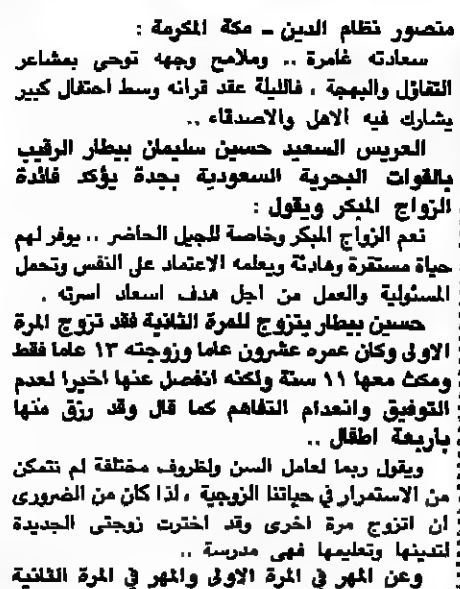 منصور نظام الدين ــ مكة المكرمة :
سعادته غامرة .. وملامح وجهه توحي بمشاعر
التفاؤل والبهجة ، فالليلة عقد قرانه وسط احتفال كبير
يشارك فيه الاهل والاصدقاء ..
العريس السعيد حسين سليمان بيطار الرقيب
بالقوات البحرية السعودية بجدة يؤكد فائدة
الزواج المبكر ويقول :
نعم الزواج المبكر وخاصة للجيل الحاضر .. يوفر لهم
حياة مستقرة وهادئة ويعلمه الاعتماد على النفس وتحمل
المسئولية والعمل من اجل هدف اسعاد اسرته .
حسين بيطار يتزوج للمرة الثانية فقد تزوج المرة
الاولى وكان عمره عشرون عاما وزوجته ١٣ عاما فقط
ومكث معها ١١ سنة ولكنه انفصل عنها اخيرا لعدم
التوفيق وانعدام التفاهم كما قال وقد رزق منها
باربعة اطفال ..
ويقول ربما لعامل السن ولظروف مختلفة لم نتمكن
من الاستمرار في حياتنا الزوجية ، لذا كان من الضرورى
ان اتزوج مرة اخرى وقد اخترت زوجتى الجديدة
لتدينها وتعليمها فهى مدرسة ..
وعن المهر في المرة الاولى والمهر في المرة الثانية